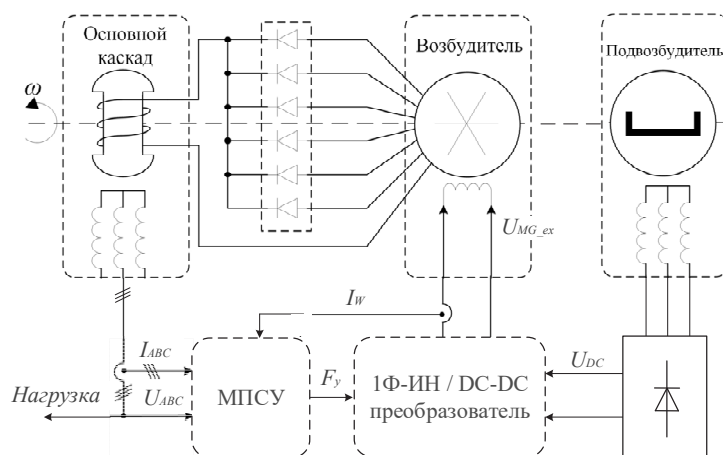 Основной
каскад
Возбудитель
Подвозбудитель
ω
U_MG_ex
I_W
I_ABC
U_DC
F_y
Нагрузка
U_ABC
МПСУ
1Ф-ИН / DC-DC
преобразователь